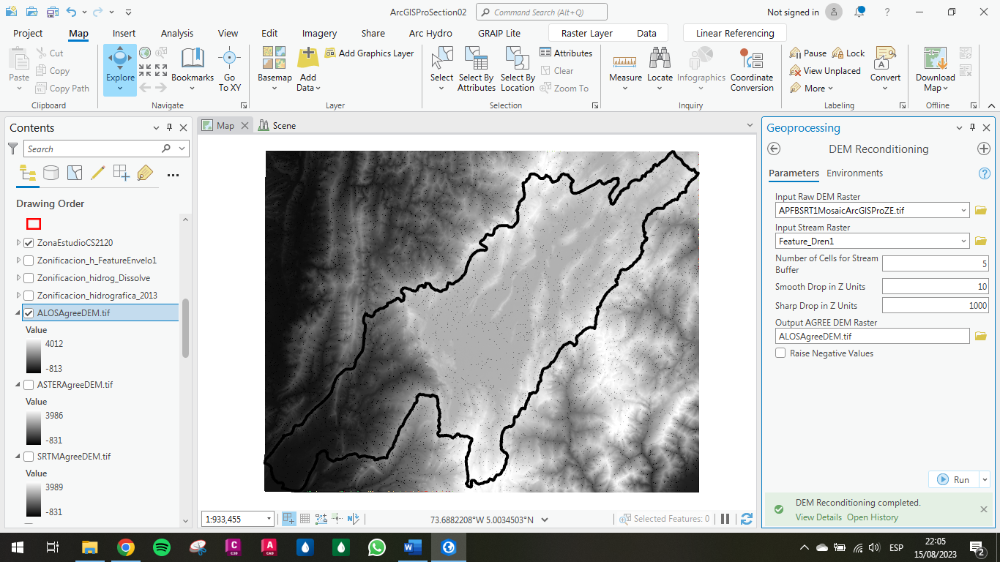 ArcGISProSection02
Command Search (Alt+Q)
Not signed in
?
Project
Map
Insert
Analysis
View
Edit
Imagery
Share
Arc Hydro
GRAIP Lite
Raster Layer
Data
Linear Referencing
Paste
Cut
Copy
Copy Path
Clipboard
Explore
Bookmarks
Go
To XY
Navigate
Basemap
Add
Data
Add Graphics Layer
Layer
Select
Select By
Attributes
Select By
Location
Attributes
Clear
Zoom To
Selection
Measure
Locate
Infographics
Coordinate
Conversion
Inquiry
Pause
Lock
View Unplaced
More
Convert
Labeling
Download
Map
Offline
Contents
Search
Drawing Order
ZonaEstudioCS2120
Zonificacion_h_FeatureEnvelo1
Zonificacion_hidrog_Dissolve
Zonificacion_hidrografica_2013
ALOSAgreeDEM.tif
Value
4012
-813
ASTERAgreeDEM.tif
Value
3986
-831
SRTMAgreeDEM.tif
Value
3989
-831
Map
Scene
1:933,455
73.6882208°W 5.0034503°N
Selected Features: 0
Geoprocessing
DEM Reconditioning
Parameters
Environments
?
Input Raw DEM Raster
APFBSRT1MosaicArcGISProZE.tif
Input Stream Raster
Feature_Dren1
Number of Cells for Stream
Buffer
5
Smooth Drop in Z Units
10
Sharp Drop in Z Units
1000
Output AGREE DEM Raster
ALOSAgreeDEM.tif
Raise Negative Values
Run
DEM Reconditioning completed.
View Details Open History
C
C3D
A
CAD
W
ESP
22:05
15/08/2023
2